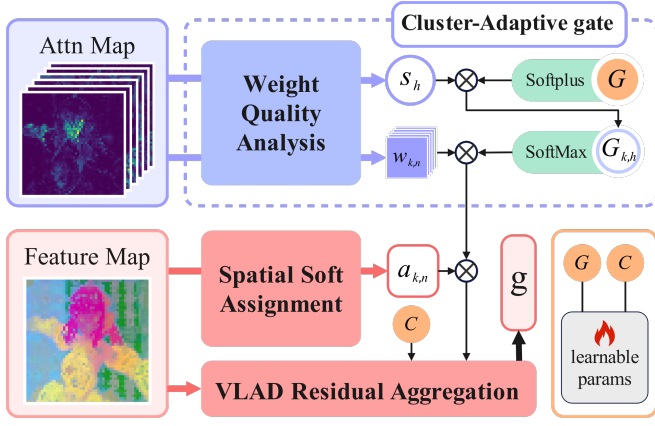 Cluster-Adaptive gate
Attn Map
Weight
Quality
Analysis
s_h
Softplus
G
w_{k,n}
SoftMax
G_{k,h}
Feature Map
Spatial Soft
Assignment
a_{k,n}
g
G
C
C
learnable
params
VLAD Residual Aggregation